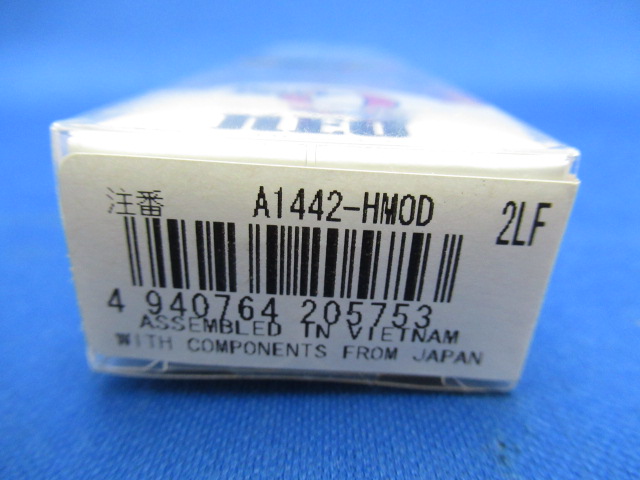 注番 A1442-HMOD 2LF
4 940764 205753
ASSEMBLED IN VIETNAM
WITH COMPONENTS FROM JAPAN